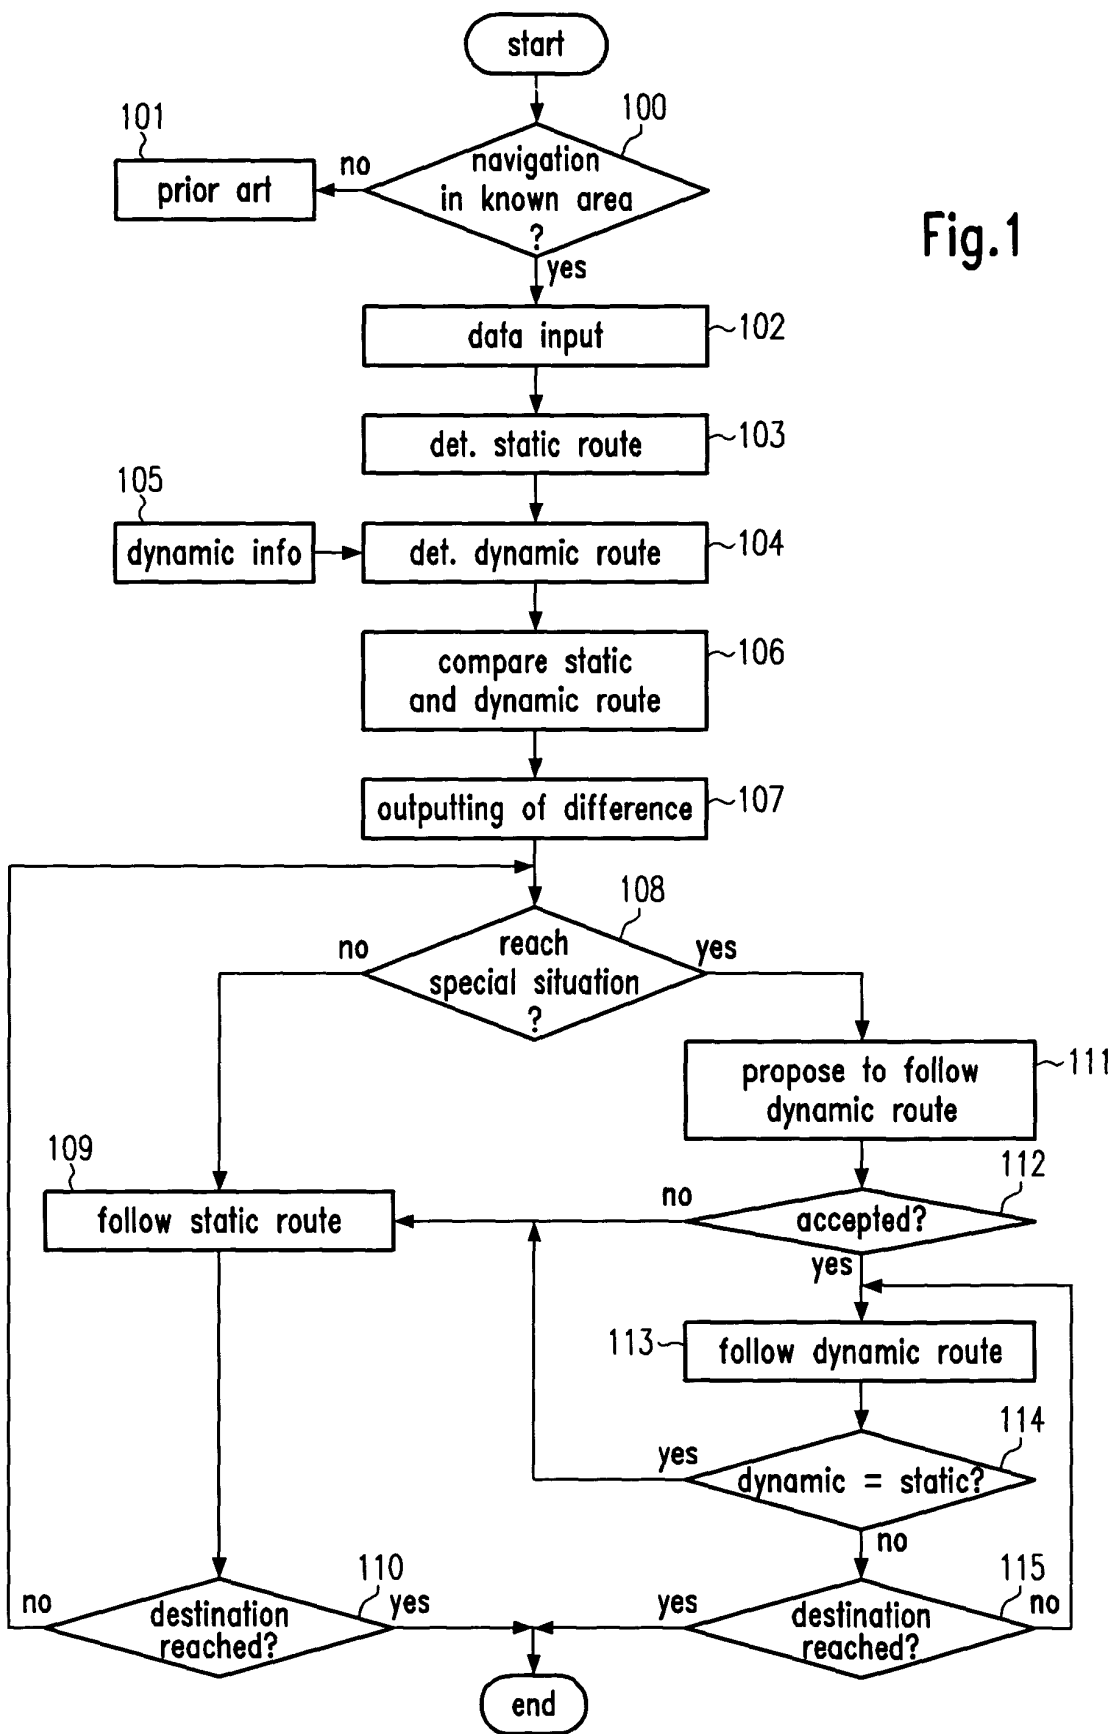 start
100
101
navigation
in known area
?
no
prior art
Fig.1
yes
data input
102
det. static route
103
105
dynamic info
det. dynamic route
104
compare static
and dynamic route
106
outputting of difference
107
108
no
reach
special situation
?
yes
propose to follow
dynamic route
111
109
follow static route
112
no
accepted?
yes
113
follow dynamic route
114
yes
dynamic = static?
no
110
no
destination
reached?
yes
115
yes
destination
reached?
no
end